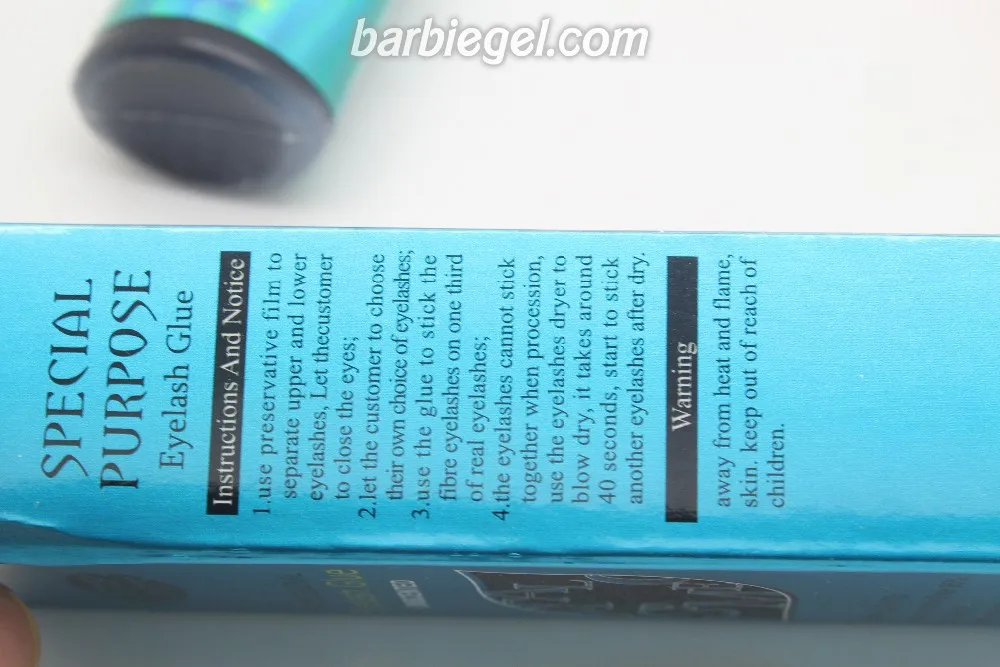 barbiegel.com
SPECIAL
PURPOSE
Eyelash Glue
Instructions And Notice
1.use preservative film to
separate upper and lower
eyelashes, Let thecustomer
to close the eyes;
2.let the customer to choose
their own choice of eyelashes;
3.use the glue to stick the
fibre eyelashes on one third
of real eyelashes;
4.the eyelashes cannot stick
together when procession,
use the eyelashes dryer to
blow dry, it takes around
40 seconds, start to stick
another eyelashes after dry.
Warning
away from heat and flame,
skin. keep out of reach of
children.